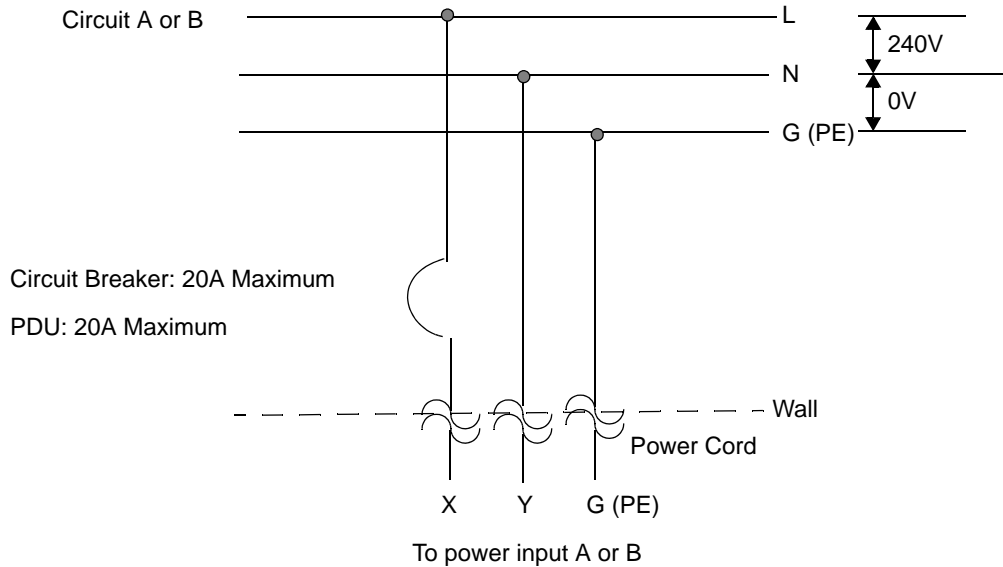 Circuit A or B
L
240V
N
0V
G (PE)
Circuit Breaker: 20A Maximum
PDU: 20A Maximum
Wall
Power Cord
X Y G (PE)
To power input A or B